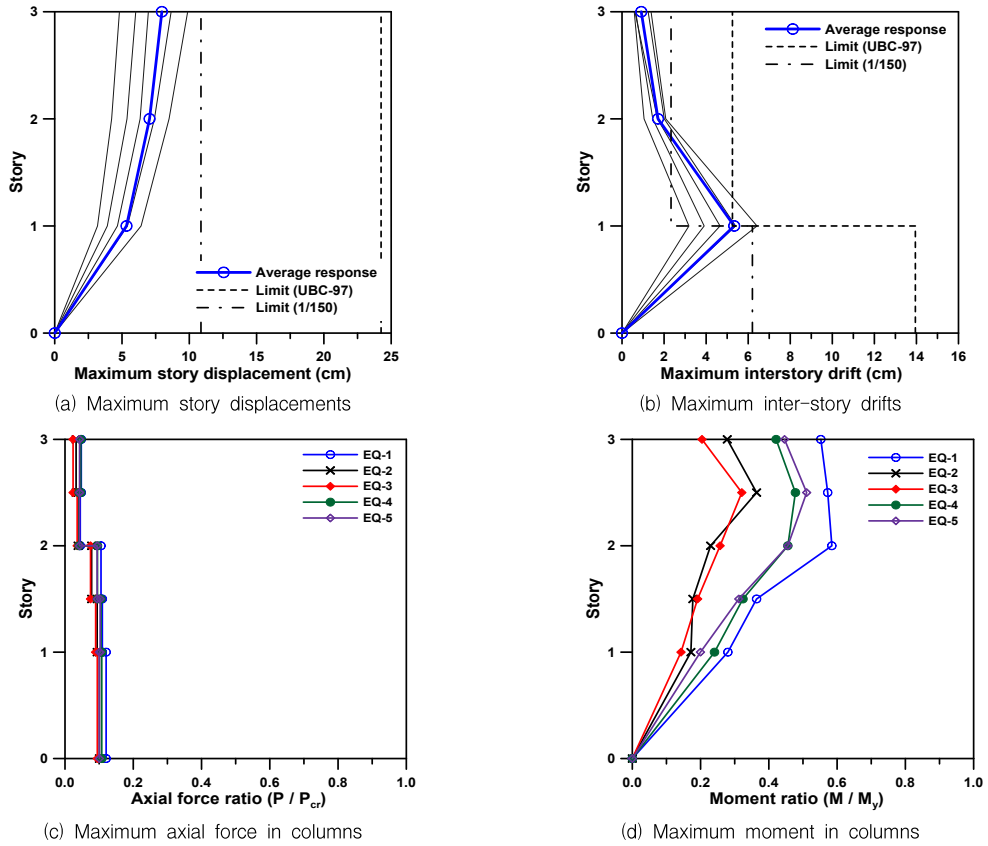 3
2
1
0
Story
0
5
10
15
20
25
Maximum story displacement (cm)
Average response
Limit (UBC-97)
Limit (1/150)
(a) Maximum story displacements
3
2
1
0
Story
0
2
4
6
8
10
12
14
16
Maximum interstory drift (cm)
Average response
Limit (UBC-97)
Limit (1/150)
(b) Maximum inter-story drifts
3
2
1
0
Story
0.0
0.2
0.4
0.6
0.8
1.0
Axial force ratio (P / Pcr)
EQ-1
EQ-2
EQ-3
EQ-4
EQ-5
(c) Maximum axial force in columns
3
2
1
0
Story
0.0
0.2
0.4
0.6
0.8
1.0
Moment ratio (M / My)
EQ-1
EQ-2
EQ-3
EQ-4
EQ-5
(d) Maximum moment in columns